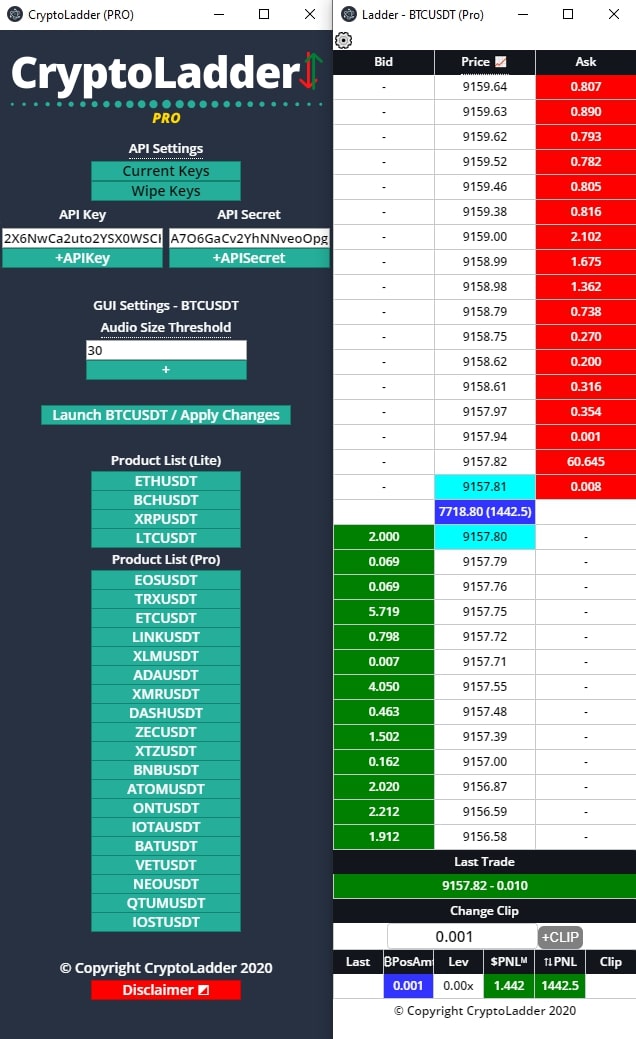 CryptoLadder (PRO)
CryptoLadder
PRO
API Settings
Current Keys
Wipe Keys
API Key API Secret
2X6NwCa2uto2YSX0WSC A7O6GaCv2YhNNveoOpg
+APIKey +APISecret
GUI Settings - BTCUSDT
Audio Size Threshold
30
+
Launch BTCUSDT / Apply Changes
Product List (Lite)
ETHUSDT
BCHUSDT
XRPUSDT
LTCUSDT
Product List (Pro)
EOSUSDT
TRXUSDT
ETCUSDT
LINKUSDT
XLMUSDT
ADAUSDT
XMRUSDT
DASHUSDT
ZECUSDT
XTZUSDT
BNBUSDT
ATOMUSDT
ONTUSDT
IOTAUSDT
BATUSDT
VETUSDT
NEOUSDT
QTUMUSDT
IOSTUSDT
© Copyright CryptoLadder 2020
Disclaimer
Ladder - BTCUSDT (Pro)
Bid Price Ask
- 9159.64 0.807
- 9159.63 0.890
- 9159.62 0.793
- 9159.52 0.782
- 9159.46 0.805
- 9159.38 0.816
- 9159.00 2.102
- 9158.99 1.675
- 9158.98 1.362
- 9158.79 0.738
- 9158.75 0.270
- 9158.62 0.200
- 9158.61 0.316
- 9157.97 0.354
- 9157.94 0.001
- 9157.82 60.645
- 9157.81 0.008
7718.80 (1442.5)
2.000 9157.80 -
0.069 9157.79 -
0.069 9157.76 -
5.719 9157.75 -
0.798 9157.72 -
0.007 9157.71 -
4.050 9157.55 -
0.463 9157.48 -
1.502 9157.39 -
0.162 9157.00 -
2.020 9156.87 -
2.212 9156.59 -
1.912 9156.58 -
Last Trade
9157.82 - 0.010
Change Clip
0.001 +CLIP
Last BPosAmt Lev $PNLᴹ ⇅PNL Clip
0.001 0.00x 1.442 1442.5
© Copyright CryptoLadder 2020